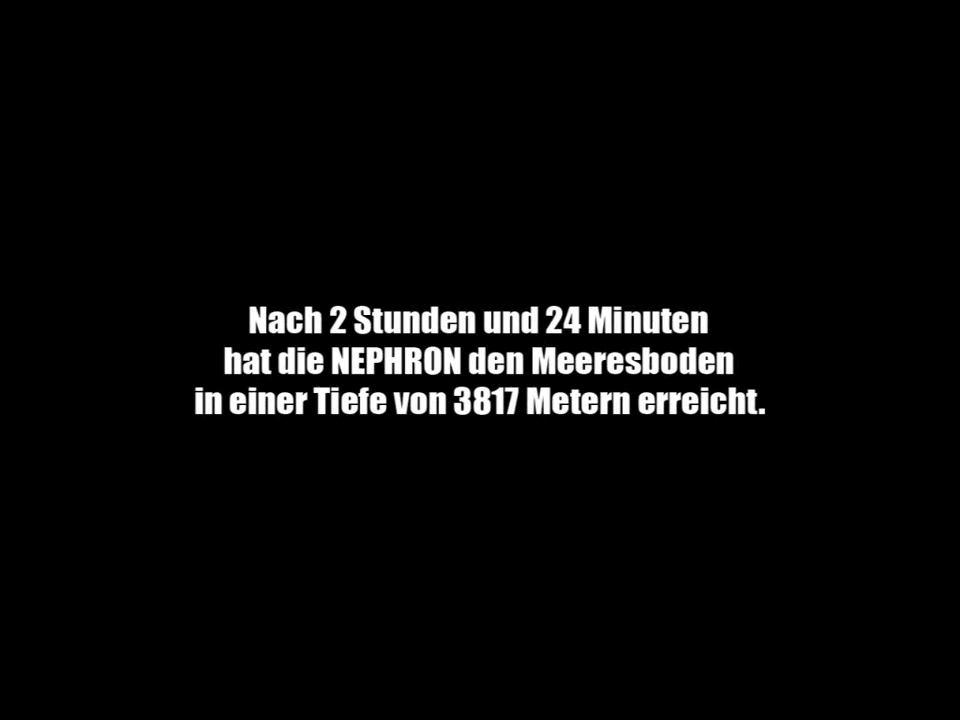 Nach 2 Stunden und 24 Minuten
hat die NEPHRON den Meeresboden
in einer Tiefe von 3817 Metern erreicht.